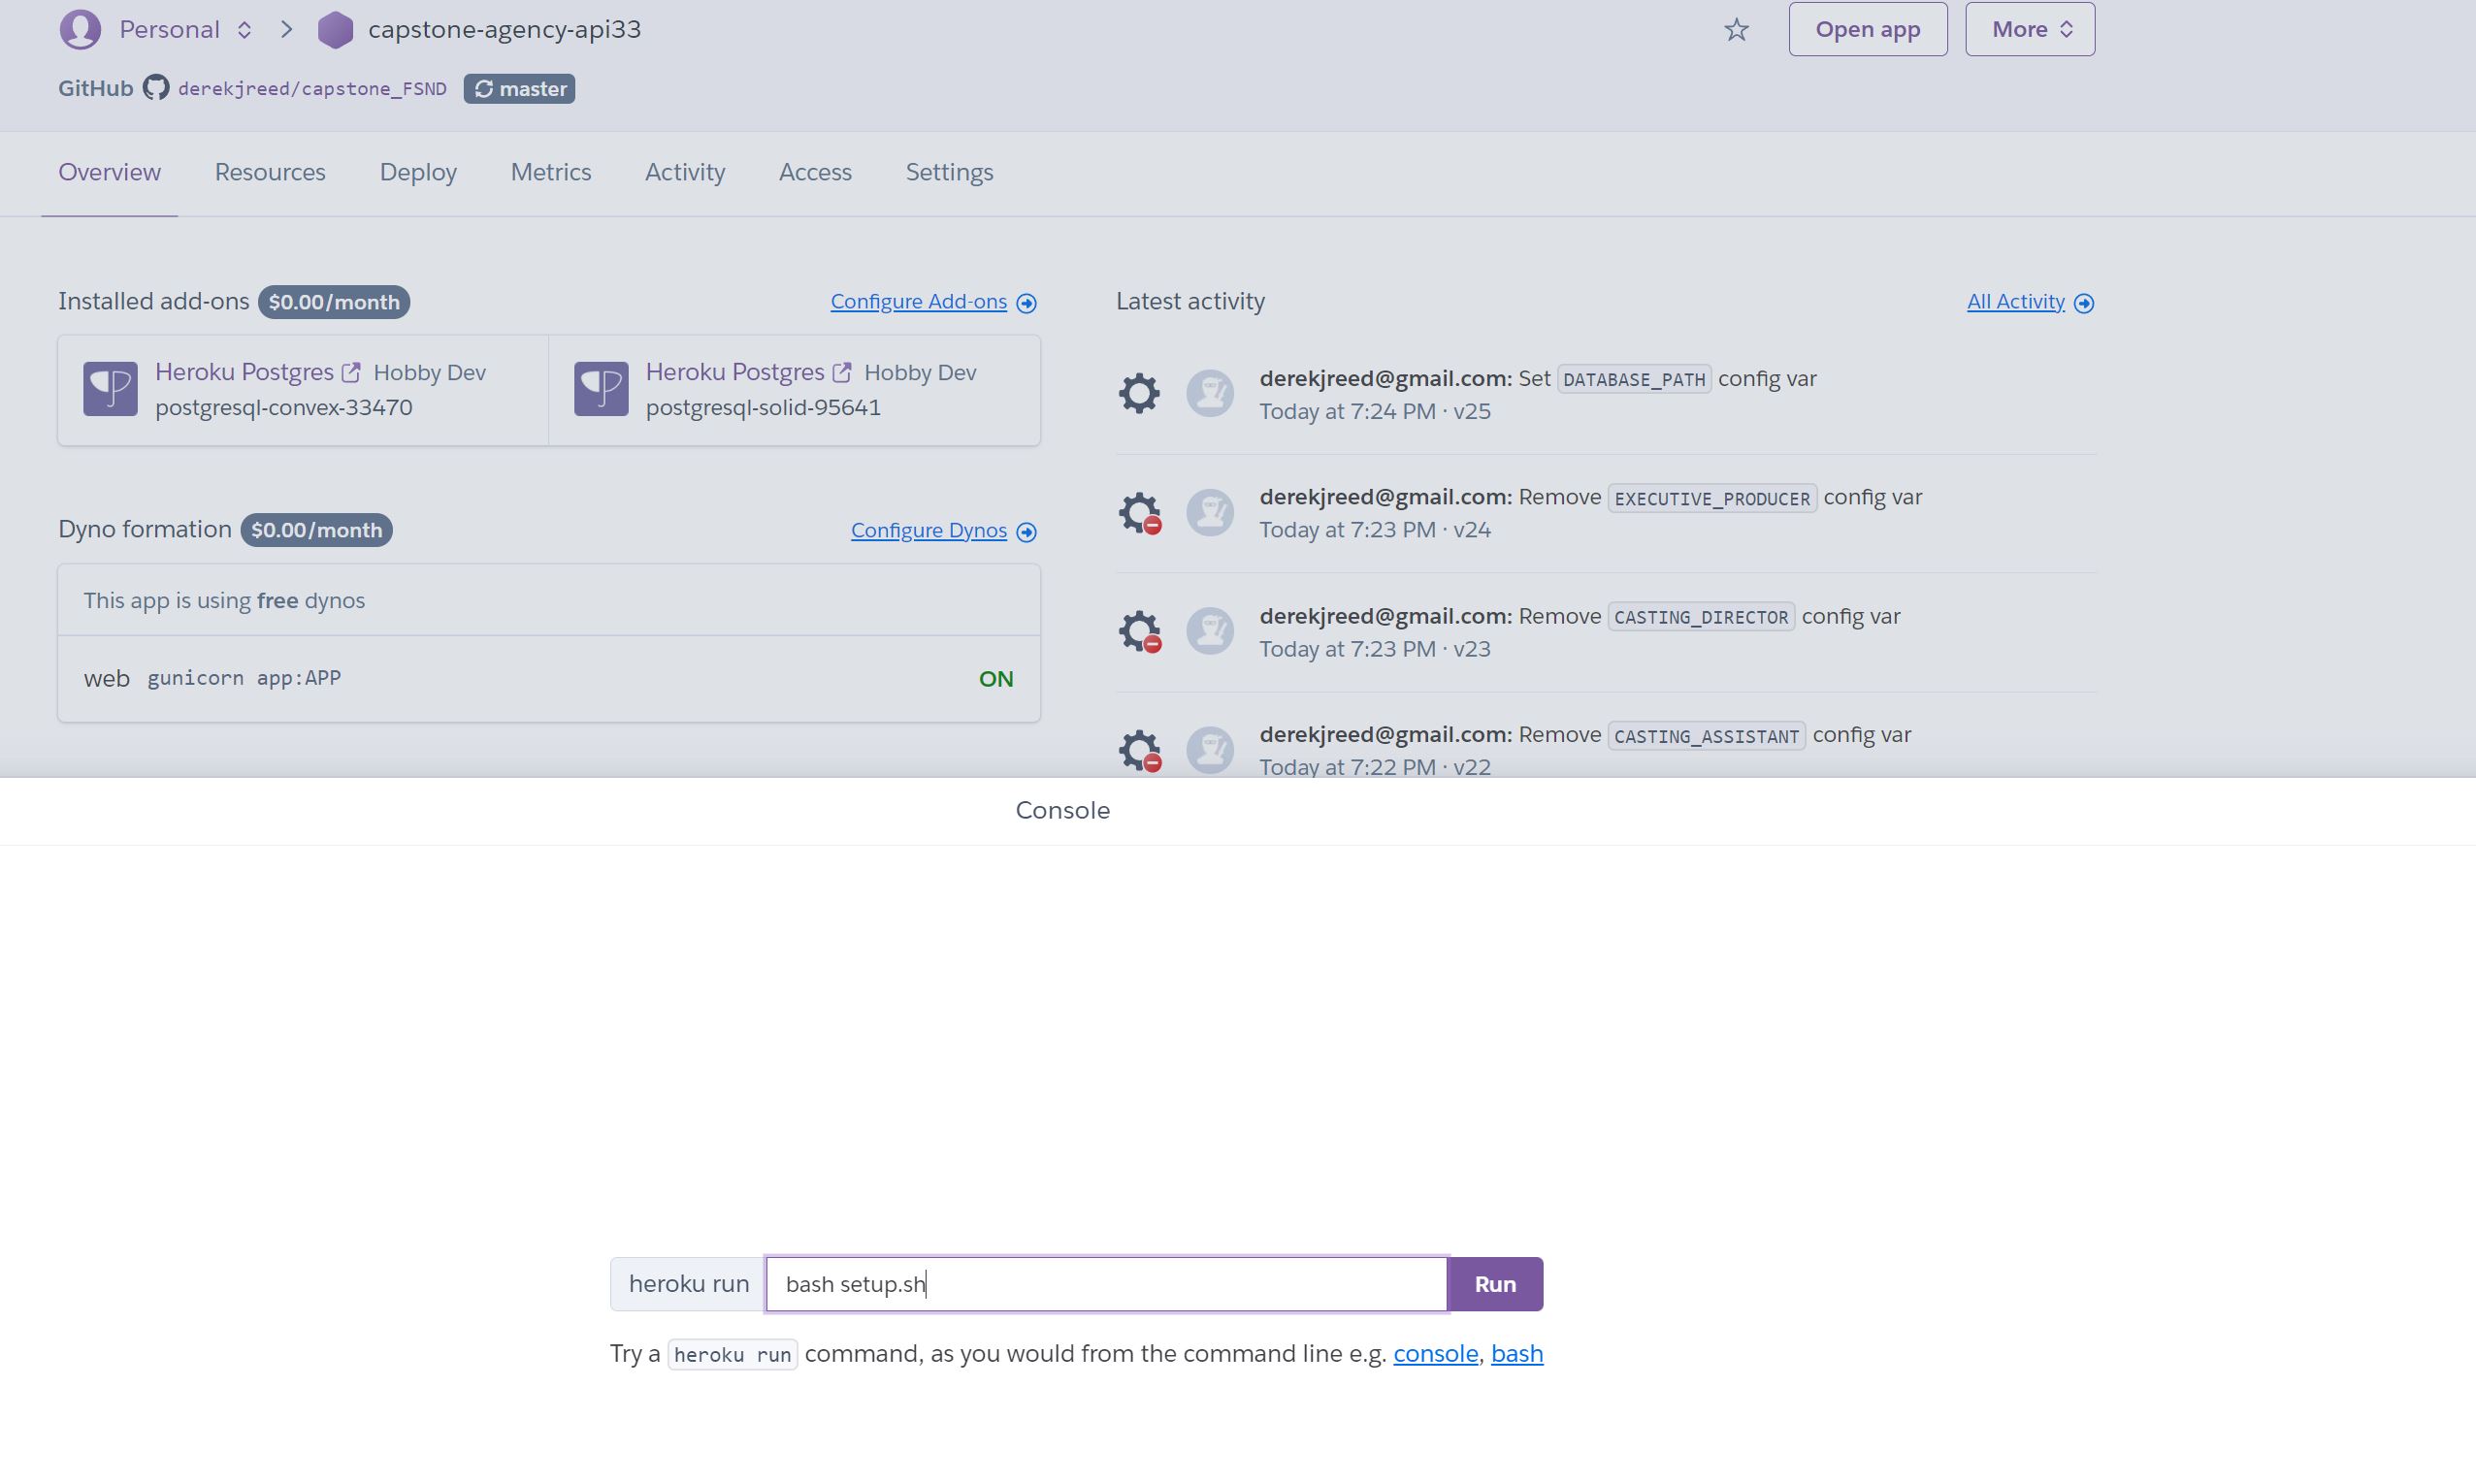 Personal
capstone-agency-api33
Open app
More
GitHub derekjreed/capstone_FSND master
Overview Resources Deploy Metrics Activity Access Settings
Installed add-ons $0.00/month Configure Add-ons
Heroku Postgres Hobby Dev
postgresql-convex-33470
Heroku Postgres Hobby Dev
postgresql-solid-95641
Dyno formation $0.00/month Configure Dynos
This app is using free dynos
web gunicorn app:APP ON
Latest activity All Activity
derekjreed@gmail.com: Set DATABASE_PATH config var
Today at 7:24 PM · v25
derekjreed@gmail.com: Remove EXECUTIVE_PRODUCER config var
Today at 7:23 PM · v24
derekjreed@gmail.com: Remove CASTING_DIRECTOR config var
Today at 7:23 PM · v23
derekjreed@gmail.com: Remove CASTING_ASSISTANT config var
Today at 7:22 PM · v22
Console
heroku run bash setup.sh Run
Try a heroku run command, as you would from the command line e.g. console, bash